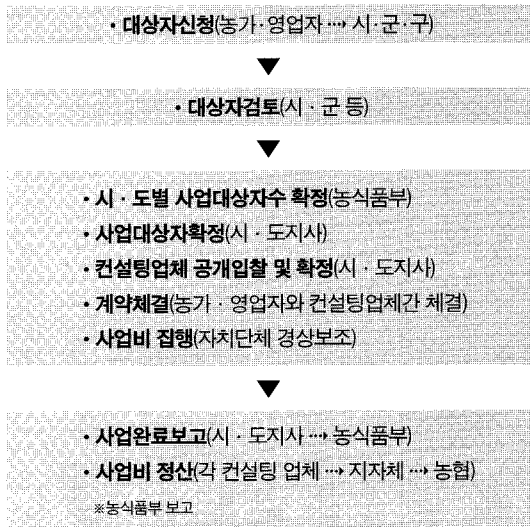 · 대상자신청(농가·영업자 ⋯→ 시·군·구)
▼
· 대상자검토(시 · 군 등)
▼
· 시 · 도별 사업대상자수 확정(농식품부)
· 사업대상자확정(시 · 도지사)
· 컨설팅업체 공개입찰 및 확정(시 · 도지사)
· 계약체결(농가 · 영업자와 컨설팅업체간 체결)
· 사업비 집행(자치단체 경상보조)
▼
· 사업완료보고(시 · 도지사 ⋯→ 농식품부)
· 사업비 정산(각 컨설팅 업체 ⋯→ 지자체 ⋯→ 농협)
※농식품부 보고